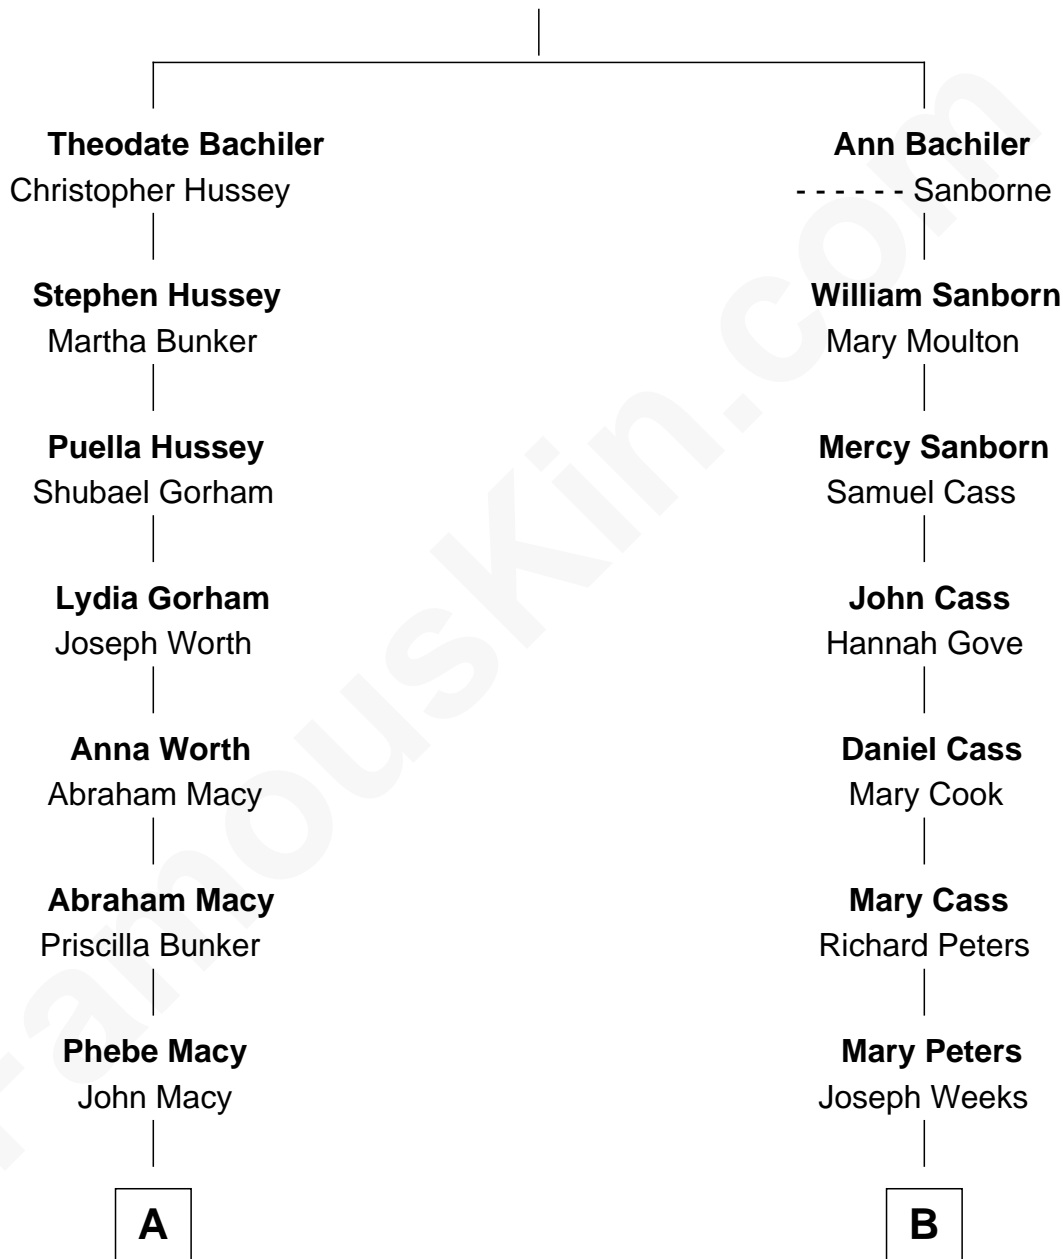 Theodate Bachiler
Christopher Hussey
Ann Bachiler
- - - - - - Sanborne
Stephen Hussey
Martha Bunker
William Sanborn
Mary Moulton
Puella Hussey
Shubael Gorham
Mercy Sanborn
Samuel Cass
Lydia Gorham
Joseph Worth
John Cass
Hannah Gove
Anna Worth
Abraham Macy
Daniel Cass
Mary Cook
Abraham Macy
Priscilla Bunker
Mary Cass
Richard Peters
Phebe Macy
John Macy
Mary Peters
Joseph Weeks
A
B
FamousKin.com